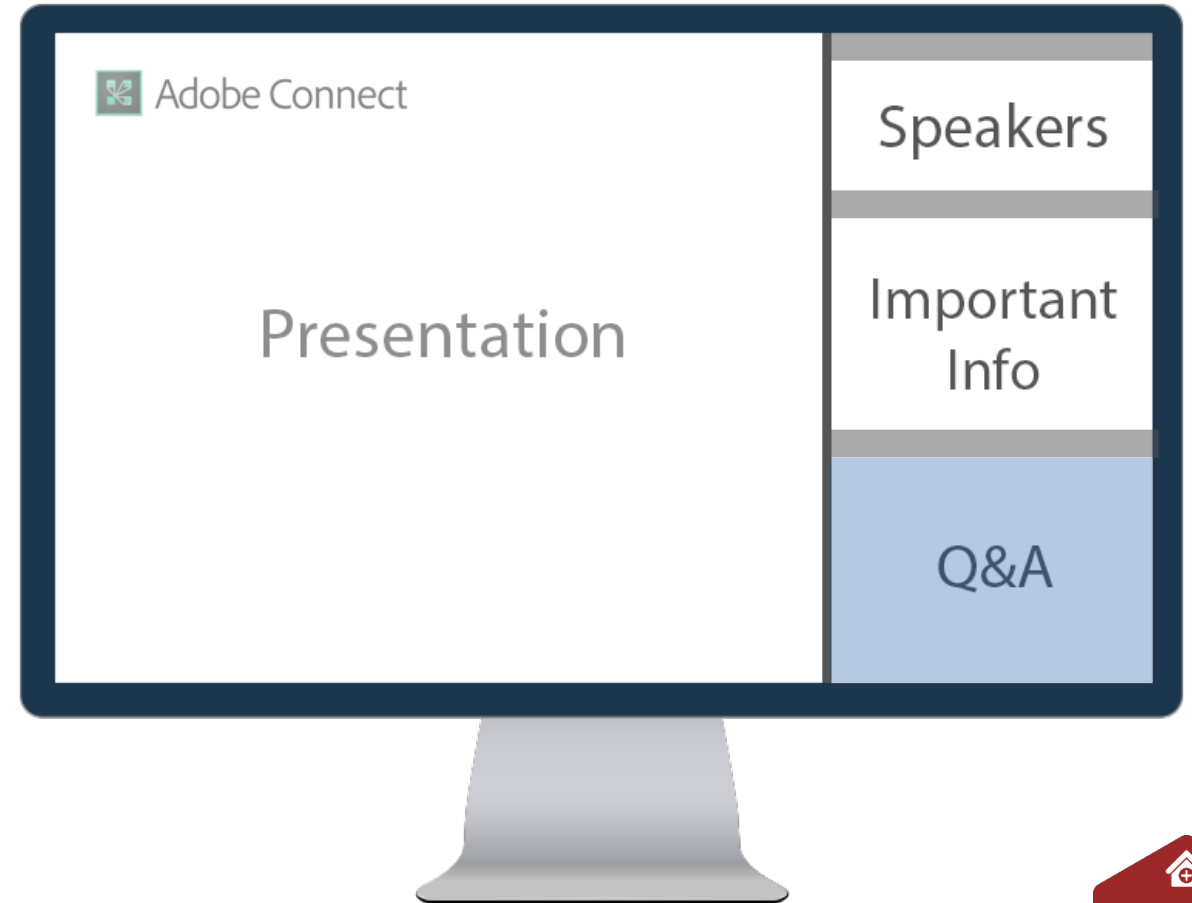 Adobe Connect
Presentation
Speakers
Important
Info
Q&A